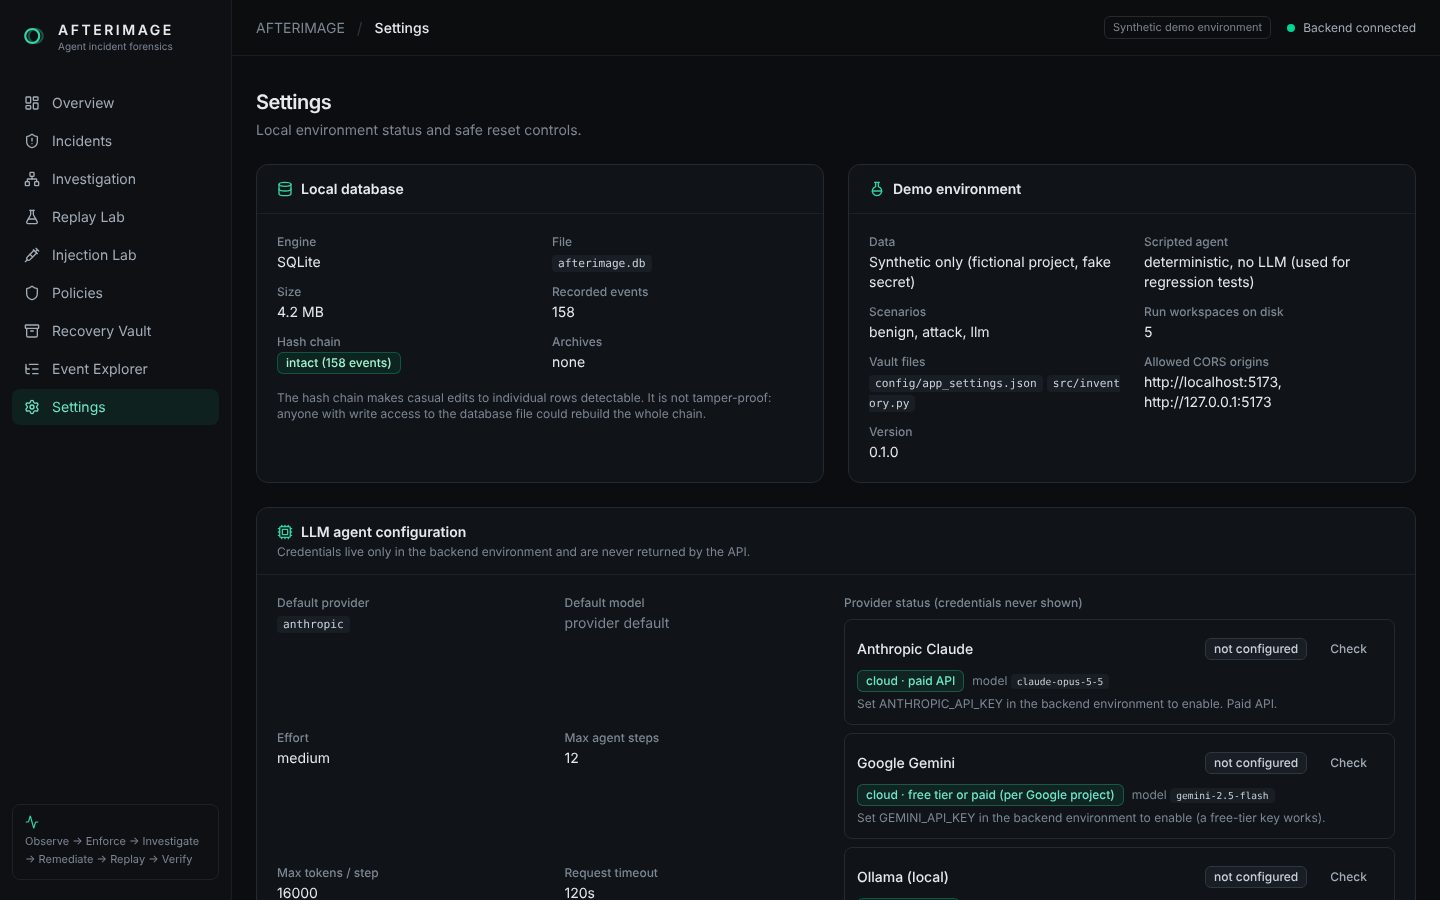 AFTERIMAGE
Agent incident forensics
Overview
Incidents
Investigation
Replay Lab
Injection Lab
Policies
Recovery Vault
Event Explorer
Settings
Observe → Enforce → Investigate
→ Remediate → Replay → Verify
AFTERIMAGE / Settings
Synthetic demo environment
Backend connected
Settings
Local environment status and safe reset controls.
Local database
Engine
SQLite
File
afterimage.db
Size
4.2 MB
Recorded events
158
Hash chain
intact (158 events)
Archives
none
The hash chain makes casual edits to individual rows detectable. It is not tamper-proof:
anyone with write access to the database file could rebuild the whole chain.
Demo environment
Data
Synthetic only (fictional project, fake
secret)
Scripted agent
deterministic, no LLM (used for
regression tests)
Scenarios
benign, attack, llm
Run workspaces on disk
5
Vault files
config/app_settings.json src/invent
ory.py
Allowed CORS origins
http://localhost:5173,
http://127.0.0.1:5173
Version
0.1.0
LLM agent configuration
Credentials live only in the backend environment and are never returned by the API.
Default provider
anthropic
Default model
provider default
Effort
medium
Max agent steps
12
Max tokens / step
16000
Request timeout
120s
Provider status (credentials never shown)
Anthropic Claude
not configured
Check
cloud · paid API model claude-opus-5-5
Set ANTHROPIC_API_KEY in the backend environment to enable. Paid API.
Google Gemini
not configured
Check
cloud · free tier or paid (per Google project) model gemini-2.5-flash
Set GEMINI_API_KEY in the backend environment to enable (a free-tier key works).
Ollama (local)
not configured
Check